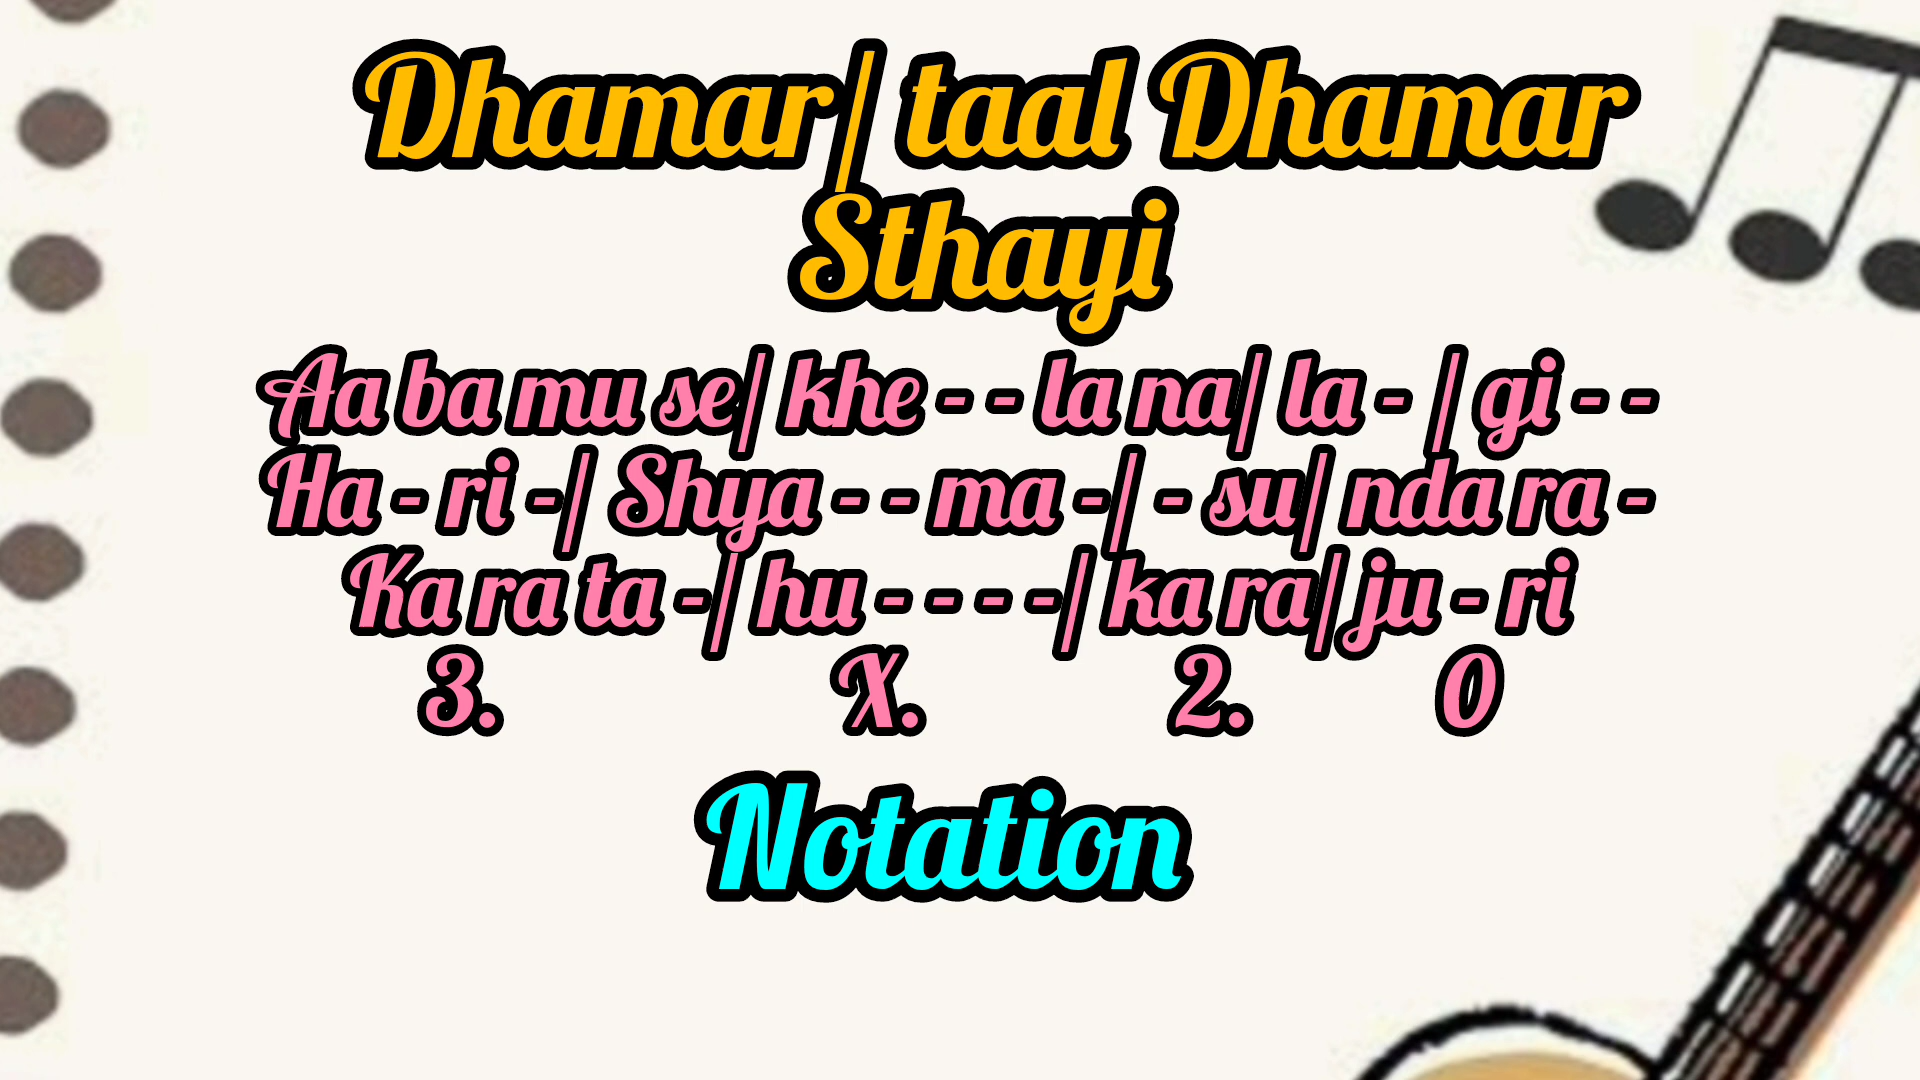 Dhamar/ taal Dhamar
Sthayi
Aa ba mu se/ khe - - la na/ la - / gi - -
Ha - ri -/ Shya - - ma -/ - su/ nda ra -
Ka ra ta -/ hu - - - -/ ka ra/ ju - ri
3. X. 2. 0
Notation